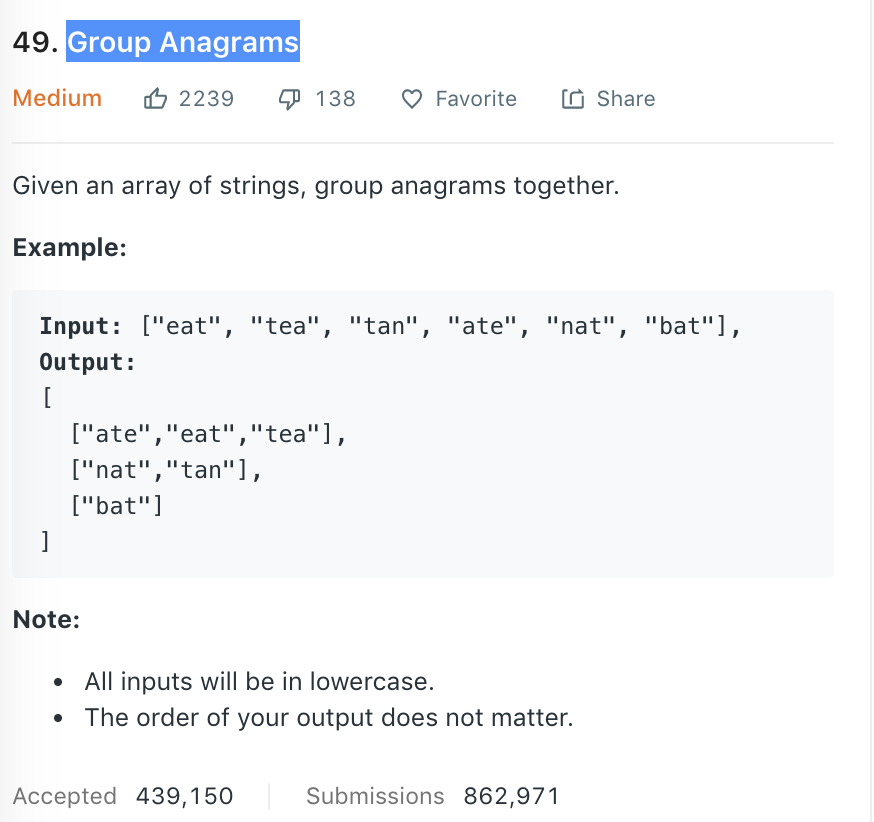 49. Group Anagrams
Medium 2239 138 Favorite Share
Given an array of strings, group anagrams together.
Example:
Input: ["eat", "tea", "tan", "ate", "nat", "bat"],
Output:
[
  ["ate","eat","tea"],
  ["nat","tan"],
  ["bat"]
]
Note:
• All inputs will be in lowercase.
• The order of your output does not matter.
Accepted 439,150 Submissions 862,971